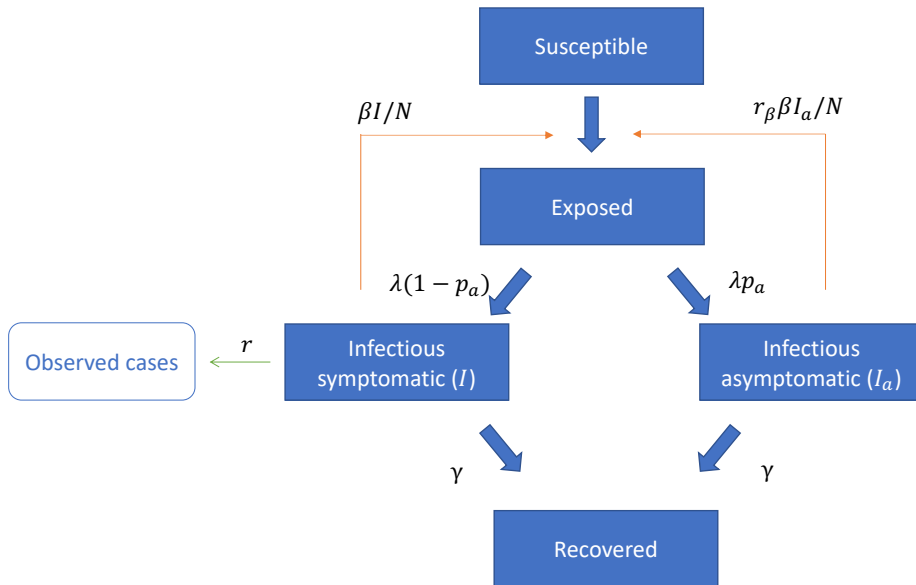 Susceptible
βI/N
r_β βI_a/N
Exposed
λ(1 − p_a)
λp_a
Observed cases
r
Infectious
symptomatic (I)
Infectious
asymptomatic (I_a)
γ
γ
Recovered